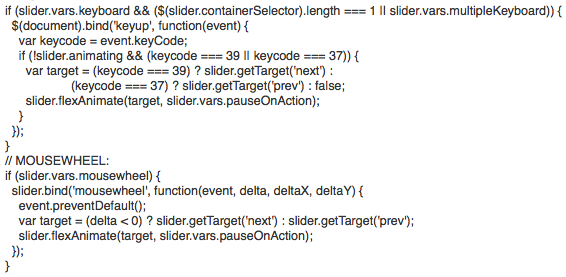 if (slider.vars.keyboard && ($(slider.containerSelector).length === 1 || slider.vars.multipleKeyboard)) {
$(document).bind('keyup', function(event) {
var keycode = event.keyCode;
if (!slider.animating && (keycode === 39 || keycode === 37)) {
var target = (keycode === 39) ? slider.getTarget('next') :
(keycode === 37) ? slider.getTarget('prev') : false;
slider.flexAnimate(target, slider.vars.pauseOnAction);
}
});
}
// MOUSEWHEEL:
if (slider.vars.mousewheel) {
slider.bind('mousewheel', function(event, delta, deltaX, deltaY) {
event.preventDefault();
var target = (delta < 0) ? slider.getTarget('next') : slider.getTarget('prev');
slider.flexAnimate(target, slider.vars.pauseOnAction);
});
}